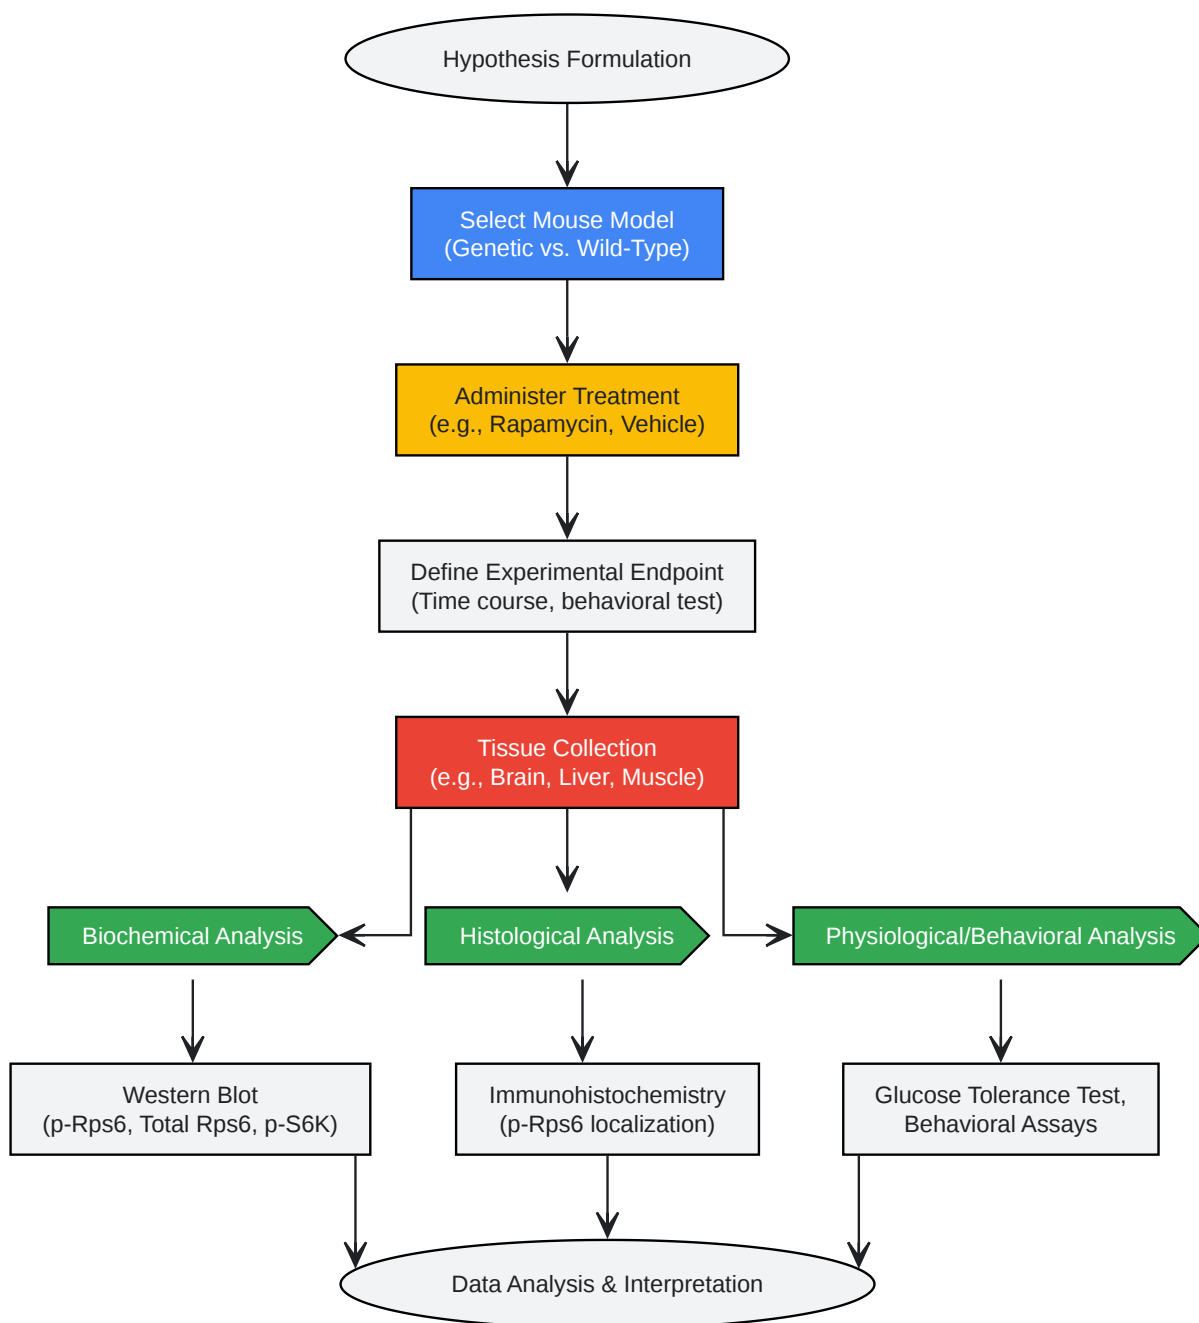 Hypothesis Formulation
Select Mouse Model
(Genetic vs. Wild-Type)
Administer Treatment
(e.g., Rapamycin, Vehicle)
Define Experimental Endpoint
(Time course, behavioral test)
Tissue Collection
(e.g., Brain, Liver, Muscle)
Biochemical Analysis
Histological Analysis
Physiological/Behavioral Analysis
Western Blot
(p-Rps6, Total Rps6, p-S6K)
Immunohistochemistry
(p-Rps6 localization)
Glucose Tolerance Test,
Behavioral Assays
Data Analysis & Interpretation